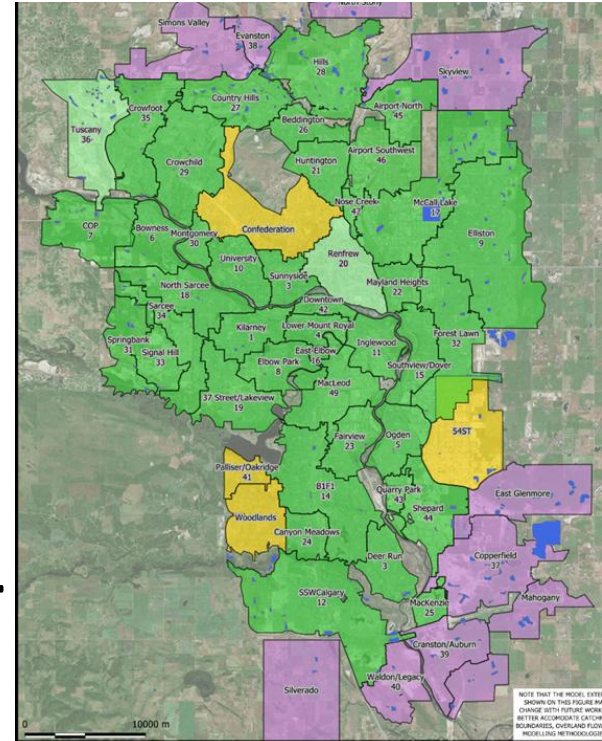 North Stony
Simons Valley
Evanston
38
Hills
28
Skyview
Tuscany
36
Crowfoot
35
Country Hills
27
Beddington
26
Airport-North
45
Crowchild
29
Huntington
21
Airport Southwest
46
Nose Creek
47
McCall Lake
17
Elliston
9
COP
7
Bowness
6
Montgomery
30
Confederation
Renfrew
20
University
10
Sunnyside
3
Mayland Heights
22
North Sarcee
18
Downtown
42
Sarcee
34
Springbank
31
Signal Hill
33
Kilarney
1
Lower Mount Royal
4
East-Elbow
16
Elbow Park
8
Inglewood
11
Forest Lawn
32
Southview/Dover
15
37 Street/Lakeview
19
MacLeod
49
Fairview
23
Ogden
5
54ST
Palliser/Oakridge
41
B1F1
14
Quarry Park
43
East Glenmore
Woodlands
Shepard
44
Canyon Meadows
24
Deer Run
3
Copperfield
37
SSWCalgary
12
MacKenzie
25
Mahogany
Cranston/Auburn
39
Waldon/Legacy
40
Silverado
0 10000 m
NOTE THAT THE MODEL EXTE
SHOWN ON THIS FIGURE MA
CHANGE WITH FUTURE WORK
BETTER ACCOMODATE CATCHM
BOUNDARIES, OVERLAND FLOW
MODELLING METHODOLOGIE